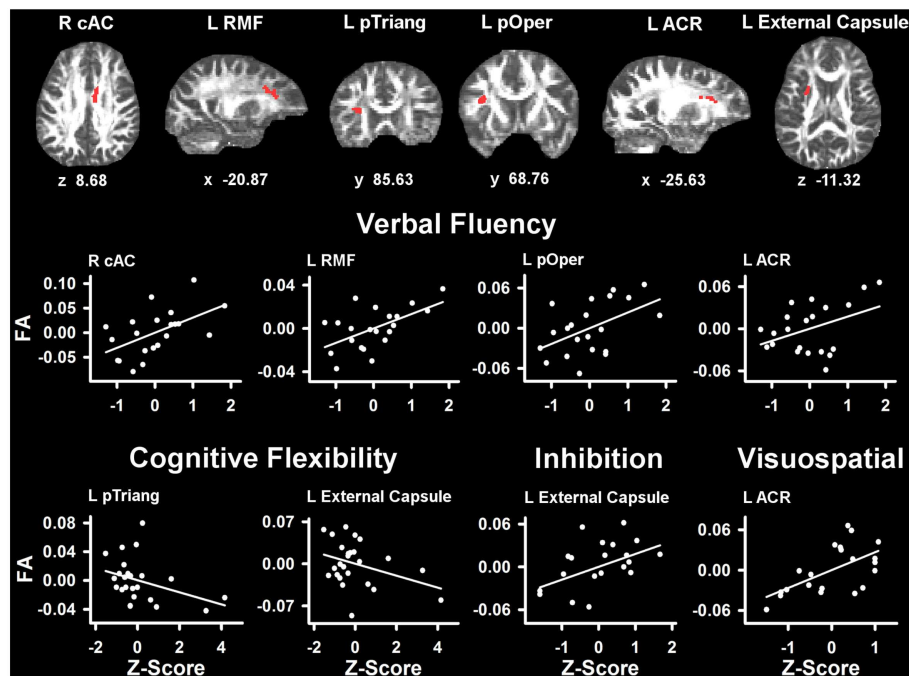 R cAC L RMF L pTriang L pOper L ACR L External Capsule
z 8.68 x -20.87 y 85.63 y 68.76 x -25.63 z -11.32
Verbal Fluency
R cAC L RMF L pOper L ACR
FA
0.10 0.05 0.00 -0.05
0.04 0.00 -0.04
0.06 0.00 -0.06
0.06 0.00 -0.06
-1 0 1 2 -1 0 1 2 -1 0 1 2 -1 0 1 2
Cognitive Flexibility Inhibition Visuospatial
L pTriang L External Capsule L External Capsule L ACR
FA
0.08 0.04 0.00 -0.04
0.07 0.00 -0.07
0.06 0.00 -0.06
0.06 0.00 -0.06
-2 0 2 4 -2 0 2 4 -1 0 1 2 -1 0 1
Z-Score Z-Score Z-Score Z-Score